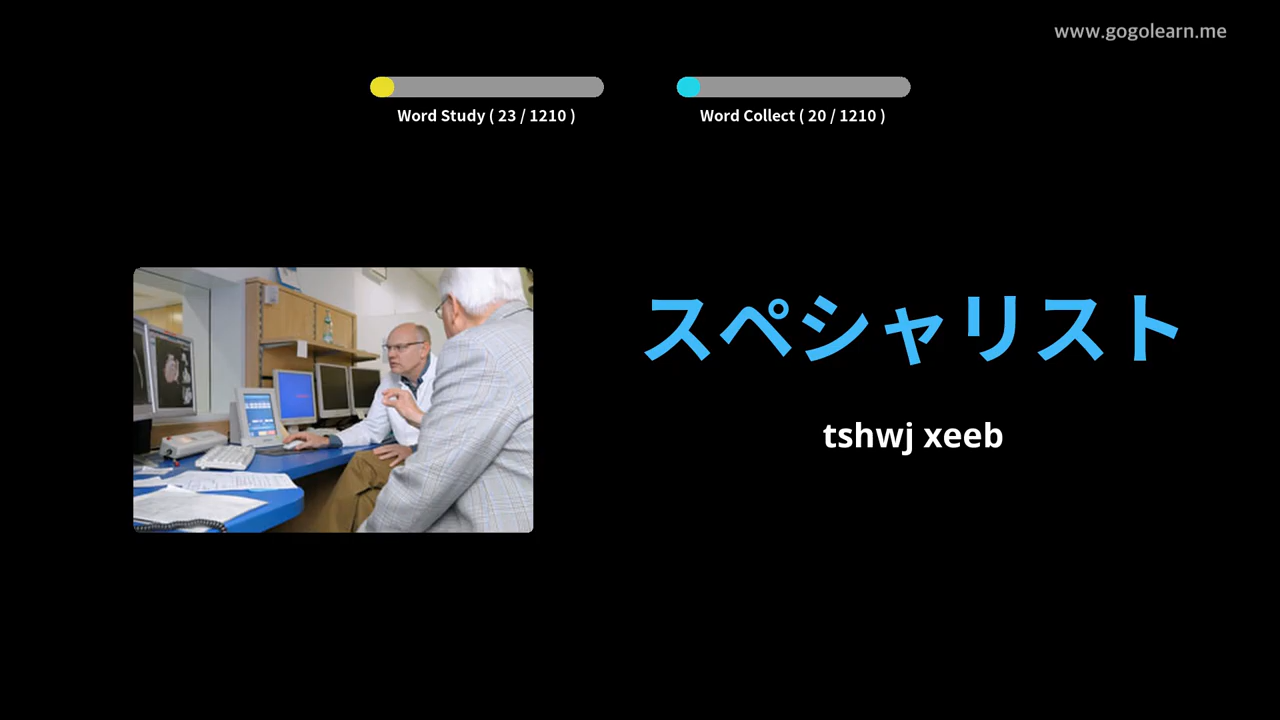 www.gogolearn.me
Word Study ( 23 / 1210 )
Word Collect ( 20 / 1210 )
スペシャリスト
tshwj xeeb